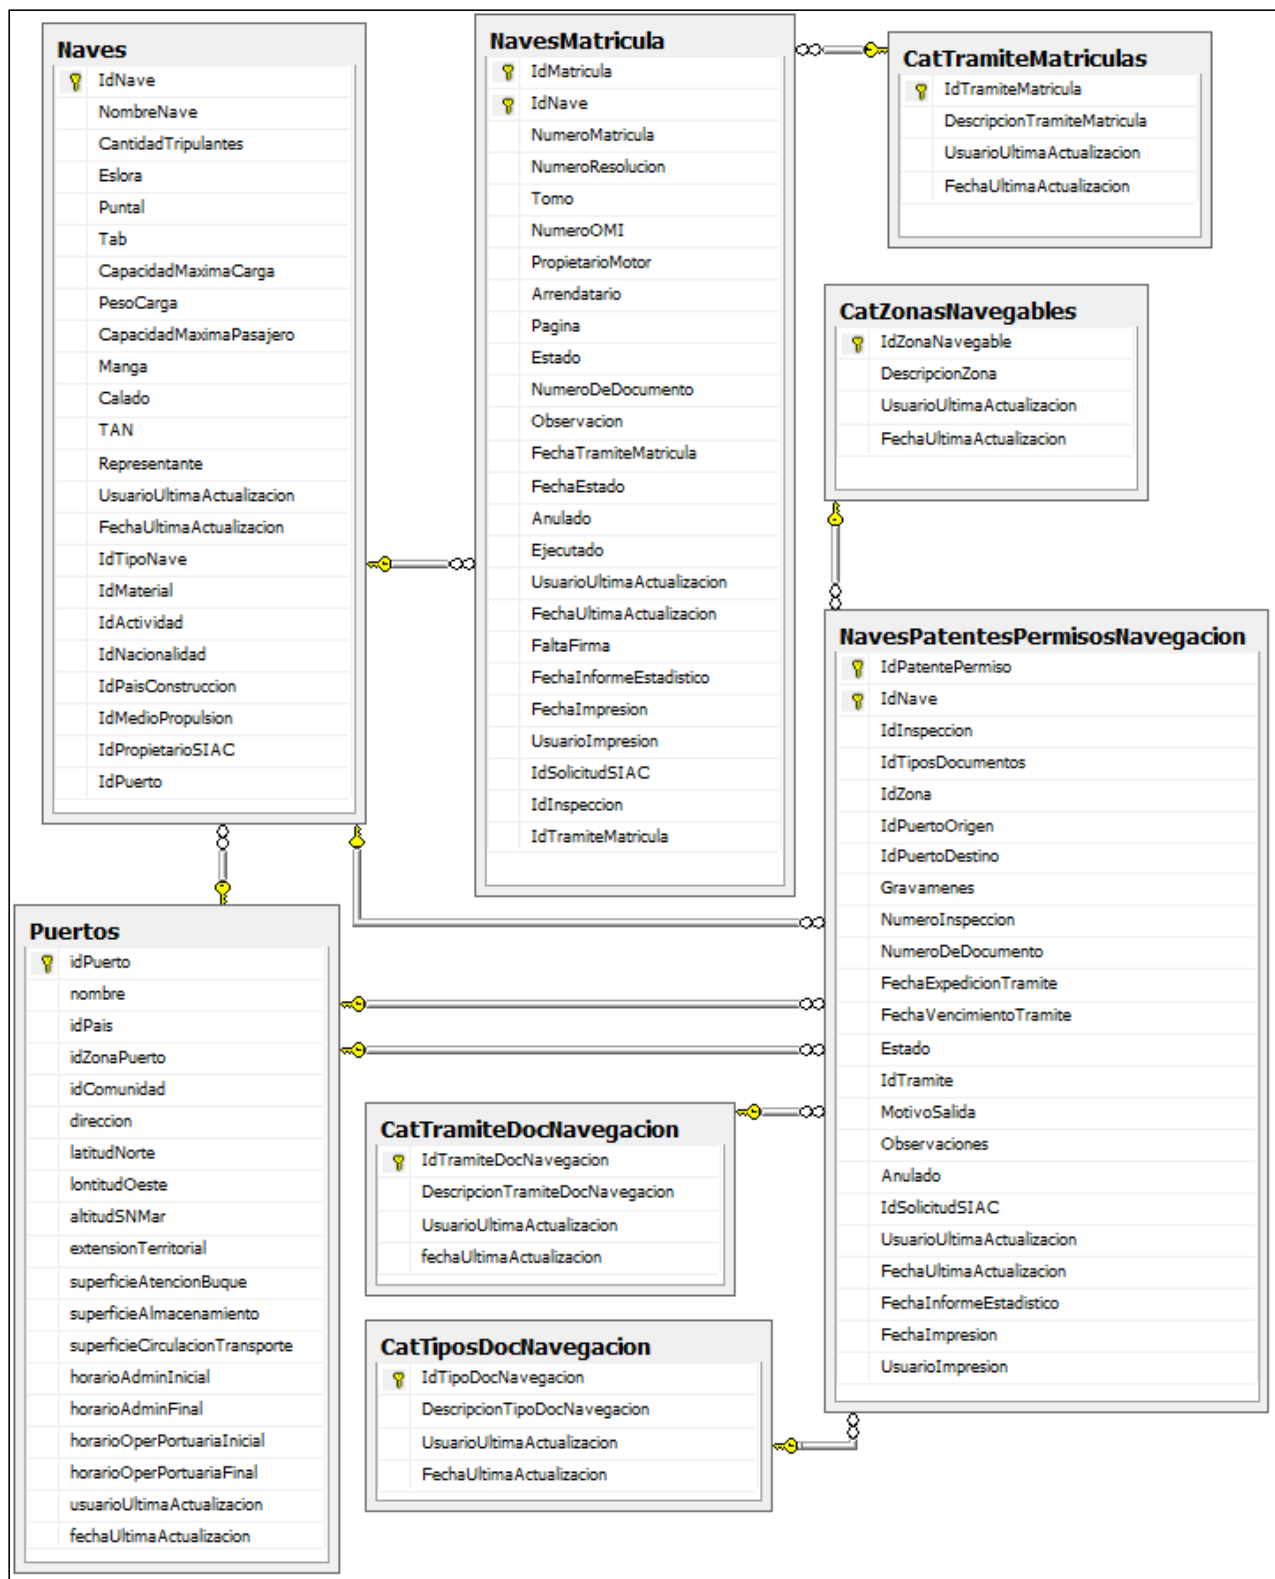 Naves
IdNave
NombreNave
CantidadTripulantes
Eslora
Puntal
Tab
CapacidadMaximaCarga
PesoCarga
CapacidadMaximaPasajero
Manga
Calado
TAN
Representante
UsuarioUltimaActualizacion
FechaUltimaActualizacion
IdTipoNave
IdMaterial
IdActividad
IdNacionalidad
IdPaisConstruccion
IdMedioPropulsion
IdPropietarioSIAC
IdPuerto
NavesMatricula
IdMatricula
IdNave
NumeroMatricula
NumeroResolucion
Tomo
NumeroOMI
PropietarioMotor
Arrendatario
Pagina
Estado
NumeroDeDocumento
Observacion
FechaTramiteMatricula
FechaEstado
Anulado
Ejecutado
UsuarioUltimaActualizacion
FechaUltimaActualizacion
FaltaFirma
FechaInformeEstadistico
FechaImpresion
UsuarioImpresion
IdSolicitudSIAC
IdInspeccion
IdTramiteMatricula
CatTramiteMatriculas
IdTramiteMatricula
DescripcionTramiteMatricula
UsuarioUltimaActualizacion
FechaUltimaActualizacion
CatZonasNavegables
IdZonaNavegable
DescripcionZona
UsuarioUltimaActualizacion
FechaUltimaActualizacion
NavesPatentesPermisosNavegacion
IdPatentePermiso
IdNave
IdInspeccion
IdTiposDocumentos
IdZona
IdPuertoOrigen
IdPuertoDestino
Gravamenes
NumeroInspeccion
NumeroDeDocumento
FechaExpedicionTramite
FechaVencimientoTramite
Estado
IdTramite
MotivoSalida
Observaciones
Anulado
IdSolicitudSIAC
UsuarioUltimaActualizacion
FechaUltimaActualizacion
FechaInformeEstadistico
FechaImpresion
UsuarioImpresion
Puertos
idPuerto
nombre
idPais
idZonaPuerto
idComunidad
direccion
latitudNorte
lontitudOeste
altitudSNMar
extensionTerritorial
superficieAtencionBuque
superficieAlmacenamiento
superficieCirculacionTransporte
horarioAdminInicial
horarioAdminFinal
horarioOperPortuariaInicial
horarioOperPortuariaFinal
usuarioUltimaActualizacion
fechaUltimaActualizacion
CatTramiteDocNavegacion
IdTramiteDocNavegacion
DescripcionTramiteDocNavegacion
UsuarioUltimaActualizacion
fechaUltimaActualizacion
CatTiposDocNavegacion
IdTipoDocNavegacion
DescripcionTipoDocNavegacion
UsuarioUltimaActualizacion
FechaUltimaActualizacion